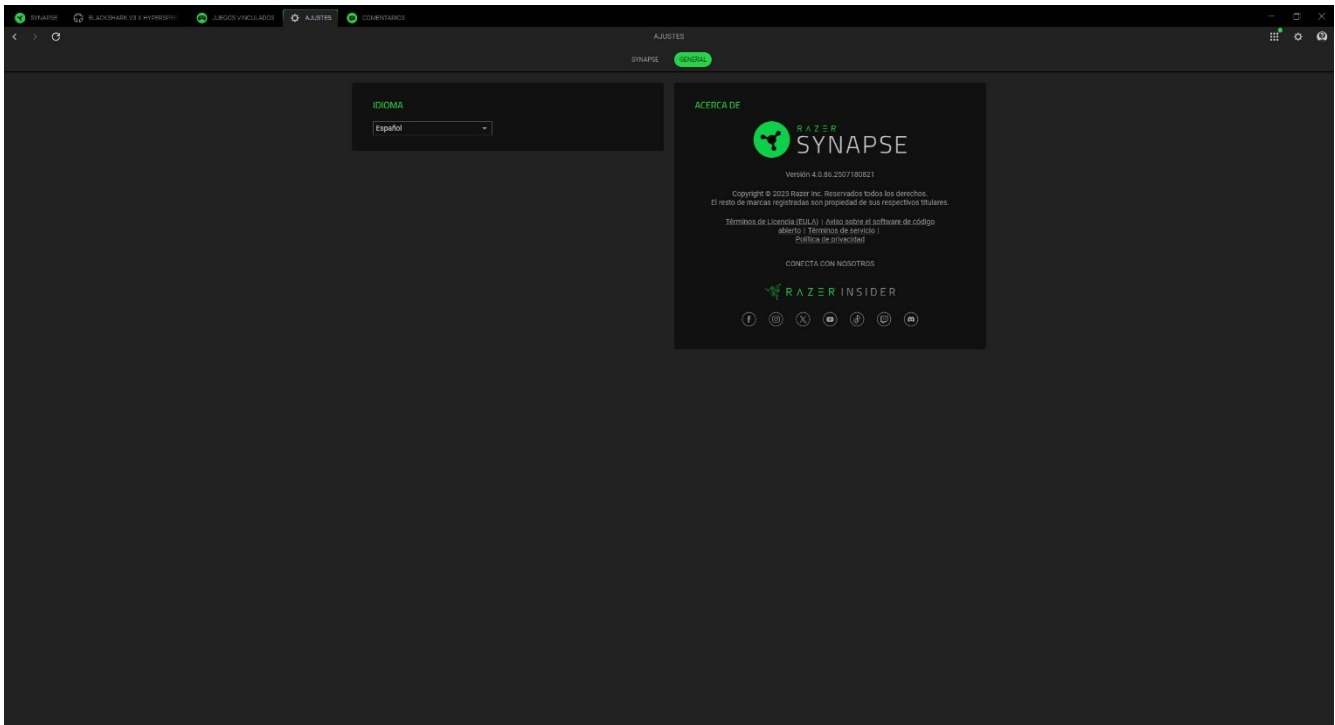 SYNAPSE
BLACKSHARK V3 X HYPERSPE
JUEGOS VINCULADOS
AJUSTES
COMENTARIOS
AJUSTES
SYNAPSE
GENERAL
IDIOMA
Español
ACERCA DE
RAZER
SYNAPSE
Versión 4.0.86.2507180821
Copyright © 2025 Razer Inc. Reservados todos los derechos.
El resto de marcas registradas son propiedad de sus respectivos titulares.
Términos de Licencia (EULA) | Aviso sobre el software de código
abierto | Términos de servicio |
Política de privacidad
CONECTA CON NOSOTROS
RAZER INSIDER